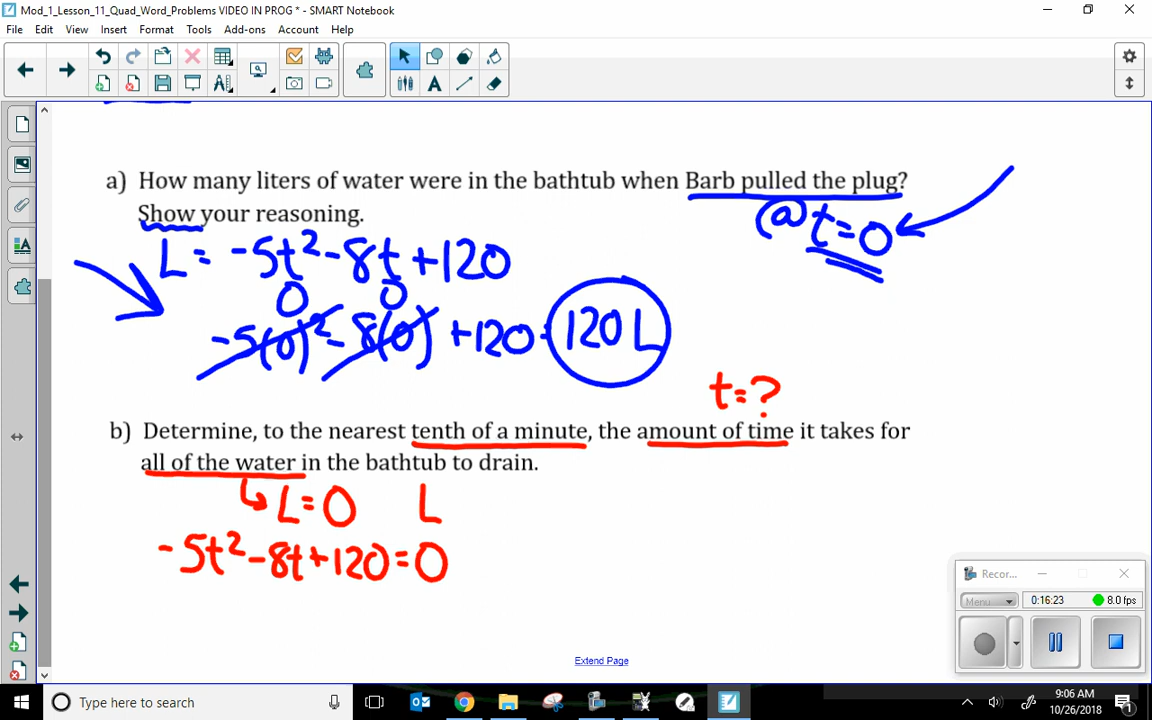 Mod_1_Lesson_11_Quad_Word_Problems VIDEO IN PROG * - SMART Notebook
File Edit View Insert Format Tools Add-ons Account Help
a) How many liters of water were in the bathtub when Barb pulled the plug?
Show your reasoning.
@ t=0
L = -5t²-8t+120
0 0
-5(0)²-8(0)+120=120 L
t=?
b) Determine, to the nearest tenth of a minute, the amount of time it takes for
all of the water in the bathtub to drain.
L=0 L
-5t²-8t+120=0
Recor...
Menu 0:16:23 8.0 fps
Extend Page
Type here to search
9:06 AM
10/26/2018
1